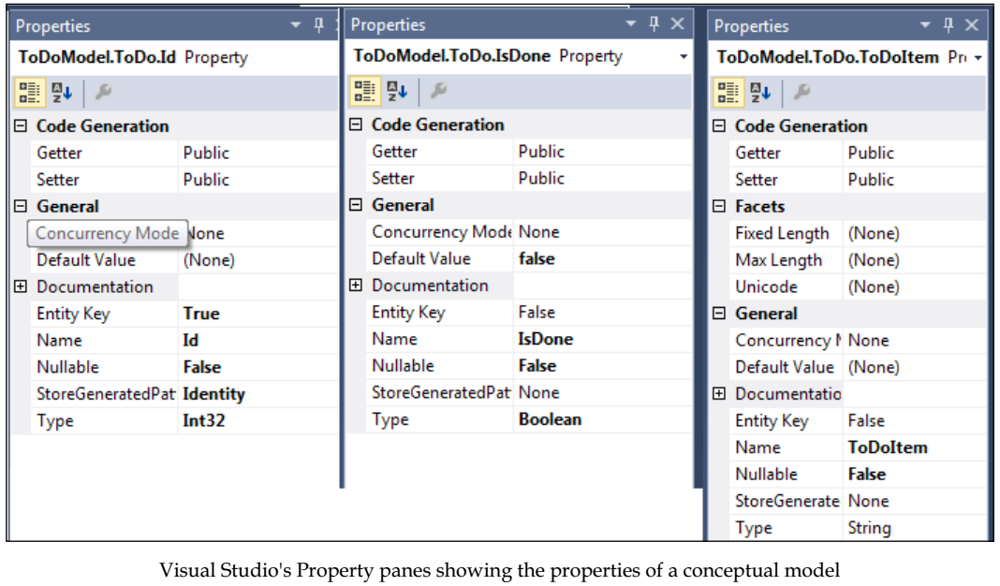 Properties
ToDoModel.ToDo.Id Property
Code Generation
Getter Public
Setter Public
General
Concurrency Mode None
Default Value (None)
Documentation
Entity Key True
Name Id
Nullable False
StoreGeneratedPat Identity
Type Int32
Properties
ToDoModel.ToDo.IsDone Property
Code Generation
Getter Public
Setter Public
General
Concurrency Mode None
Default Value false
Documentation
Entity Key False
Name IsDone
Nullable False
StoreGeneratedPat None
Type Boolean
Properties
ToDoModel.ToDo.ToDoItem Pr
Code Generation
Getter Public
Setter Public
Facets
Fixed Length (None)
Max Length (None)
Unicode (None)
General
Concurrency None
Default Value (None)
Documentatio
Entity Key False
Name ToDoItem
Nullable False
StoreGenerate None
Type String
Visual Studio's Property panes showing the properties of a conceptual model